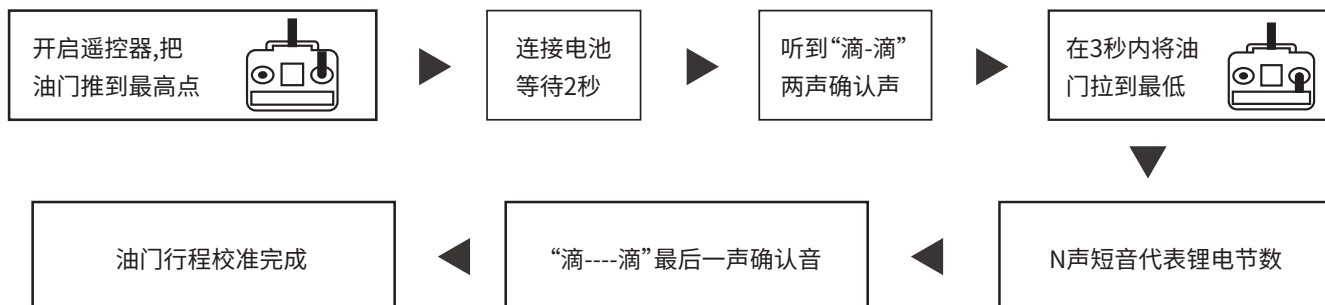 开启遥控器,把
油门推到最高点
连接电池
等待2秒
听到“滴-滴”
两声确认声
在3秒内将油
门拉到最低
N声短音代表锂电节数
“滴----滴”最后一声确认音
油门行程校准完成